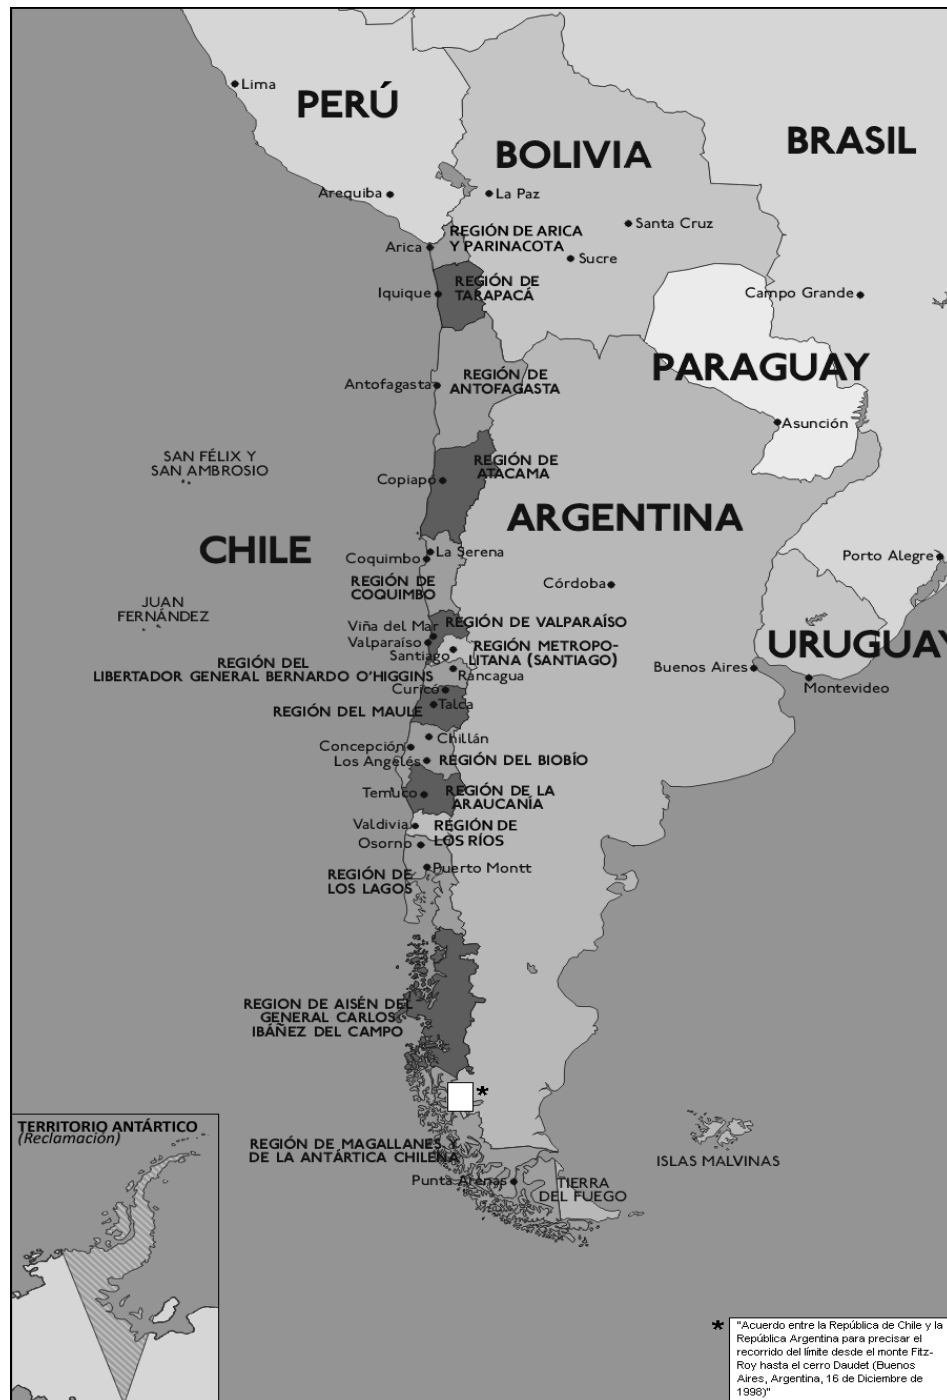 Lima
PERÚ
BRASIL
BOLIVIA
Arequiba
La Paz
Santa Cruz
REGIÓN DE ARICA
Y PARINACOTA
Arica
Sucre
REGIÓN DE
TARAPACÁ
Iquique
Campo Grande
PARAGUAY
REGIÓN DE
ANTOFAGASTA
Antofagasta
Asunción
SAN FÉLIX Y
SAN AMBROSIO
REGIÓN DE
ATACAMA
Copiapó
ARGENTINA
CHILE
La Serena
Coquimbo
Porto Alegre
REGIÓN DE
COQUIMBO
Córdoba
JUAN
FERNÁNDEZ
Viña del Mar
REGIÓN DE VALPARAÍSO
Valparaíso
URUGUAY
Santiago
REGIÓN METROPO-
LITANA (SANTIAGO)
REGIÓN DEL
LIBERTADOR GENERAL BERNARDO O'HIGGINS
Rancagua
Buenos Aires
Montevideo
Curicó
Talca
REGIÓN DEL MAULE
Chillán
Concepción
Los Angelés
REGIÓN DEL BIOBÍO
Temuco
REGIÓN DE LA
ARAUCANÍA
Valdivia
REGIÓN DE
LOS RÍOS
Osorno
Puerto Montt
REGIÓN DE
LOS LAGOS
REGION DE AISÉN DEL
GENERAL CARLOS
IBÁÑEZ DEL CAMPO
*
TERRITORIO ANTÁRTICO
(Reclamación)
REGIÓN DE MAGALLANES Y
DE LA ANTÁRTICA CHILENA
ISLAS MALVINAS
Punta Arenas
TIERRA
DEL FUEGO
* "Acuerdo entre la República de Chile y la
República Argentina para precisar el
recorrido del límite desde el monte Fitz-
Roy hasta el cerro Daudet (Buenos
Aires, Argentina, 16 de Diciembre de
1998)"